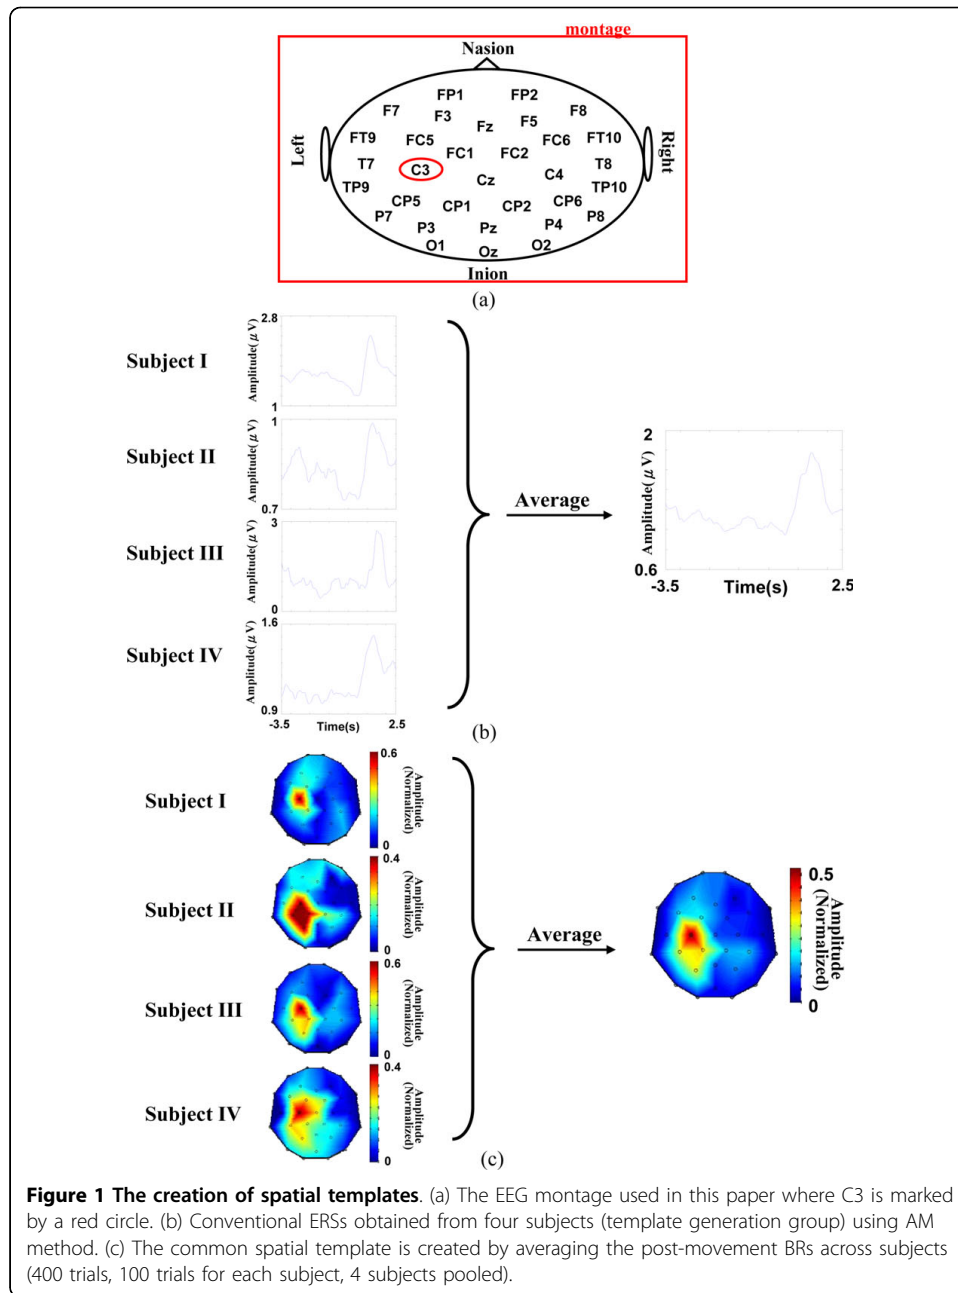 montage
Nasion
FP1 FP2
F7 F3 Fz F5 F8
FT9 FC5 FC1 FC2 FC6 FT10
Left T7 C3 Cz C4 T8 Right
TP9 CP5 CP1 CP2 CP6 TP10
P7 P3 Pz P4 P8
O1 Oz O2
Inion
(a)
Subject I
Amplitude(μV)
2.8
1
Subject II
Amplitude(μV)
1
0.7
Subject III
Amplitude(μV)
3
0
Subject IV
Amplitude(μV)
1.6
0.9
-3.5 Time(s) 2.5
Average
Amplitude(μV)
2
0.6
-3.5 Time(s) 2.5
(b)
Subject I
0.6
0
Amplitude
(Normalized)
Subject II
0.4
0
Amplitude
(Normalized)
Subject III
0.6
0
Amplitude
(Normalized)
Subject IV
0.4
0
Amplitude
(Normalized)
Average
0.5
0
Amplitude
(Normalized)
(c)
Figure 1 The creation of spatial templates. (a) The EEG montage used in this paper where C3 is marked
by a red circle. (b) Conventional ERSs obtained from four subjects (template generation group) using AM
method. (c) The common spatial template is created by averaging the post-movement BRs across subjects
(400 trials, 100 trials for each subject, 4 subjects pooled).